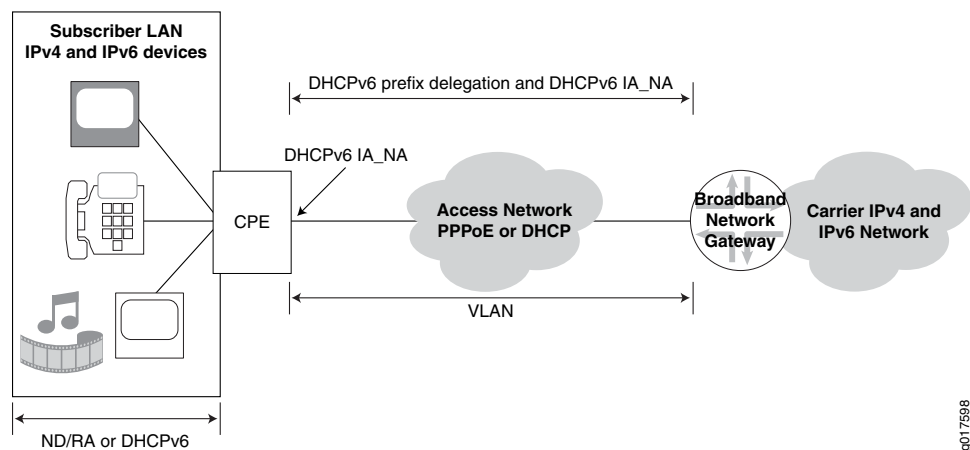 Subscriber LAN
IPv4 and IPv6 devices
DHCPv6 prefix delegation and DHCPv6 IA_NA
DHCPv6 IA_NA
CPE
Access Network
PPPoE or DHCP
Broadband
Network
Gateway
Carrier IPv4 and
IPv6 Network
VLAN
ND/RA or DHCPv6
g017598